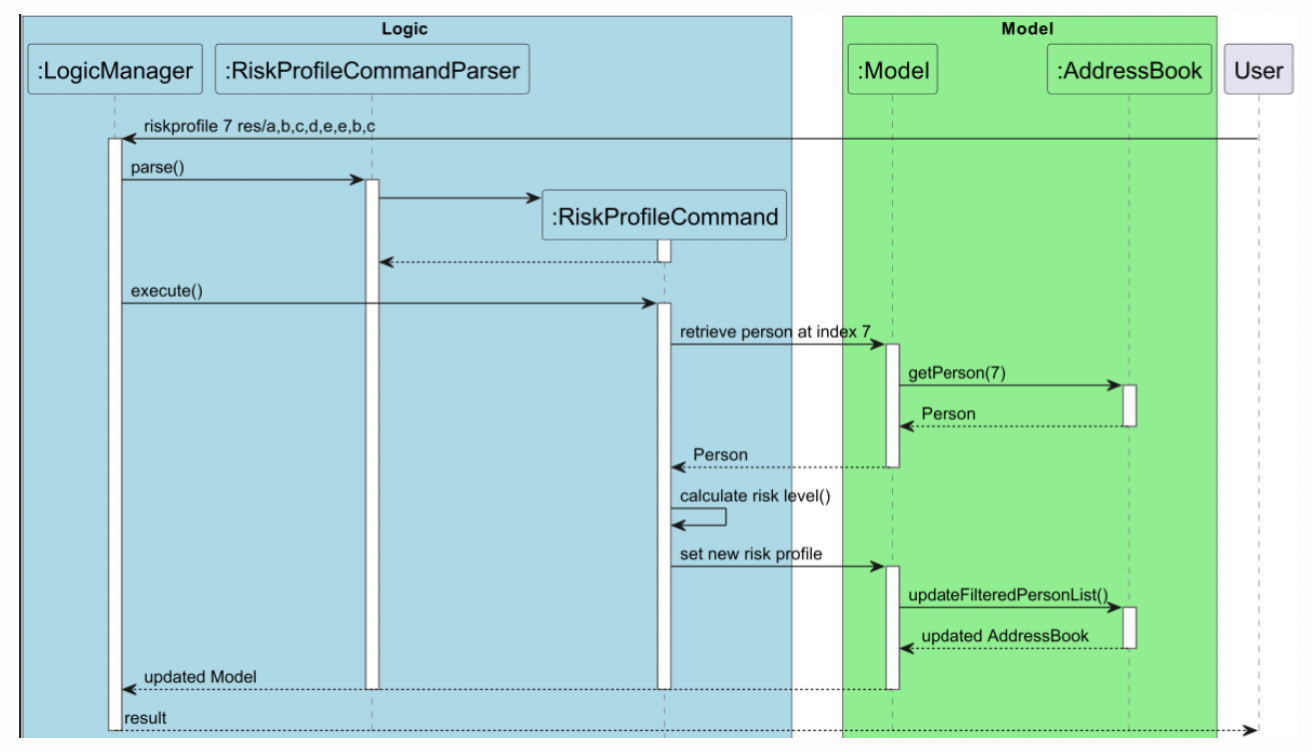 Logic
Model
:LogicManager
:RiskProfileCommandParser
:Model
:AddressBook
User
riskprofile 7 res/a,b,c,d,e,e,b,c
parse()
:RiskProfileCommand
execute()
retrieve person at index 7
getPerson(7)
Person
Person
calculate risk level()
set new risk profile
updateFilteredPersonList()
updated AddressBook
updated Model
result